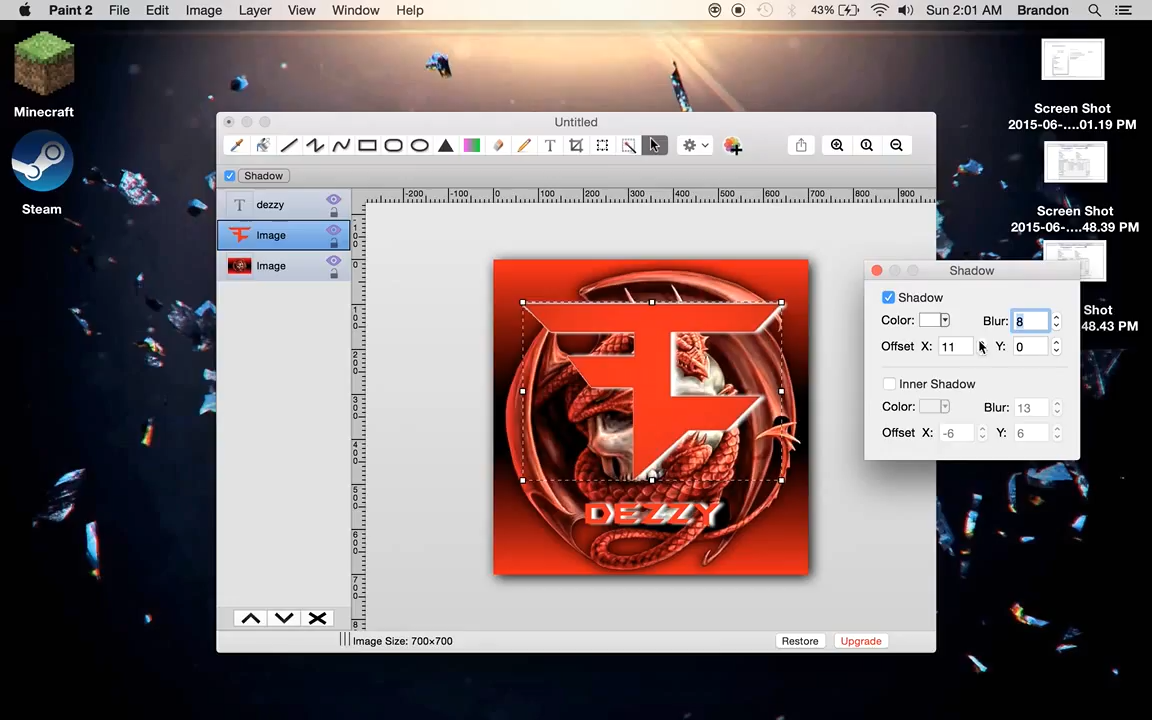 Paint 2 File Edit Image Layer View Window Help 43% Sun 2:01 AM Brandon
Minecraft
Steam
Screen Shot
2015-06-....01.19 PM
Screen Shot
2015-06-....48.39 PM
Shot
48.43 PM
Untitled
Shadow
dezzy
Image
Image
-200 -100 0 100 200 300 400 500 600 700 800 900
T
DEZZY
Shadow
Shadow
Color: Blur: 8
Offset X: 11 Y: 0
Inner Shadow
Color: Blur: 13
Offset X: -6 Y: 6
Image Size: 700×700
Restore Upgrade